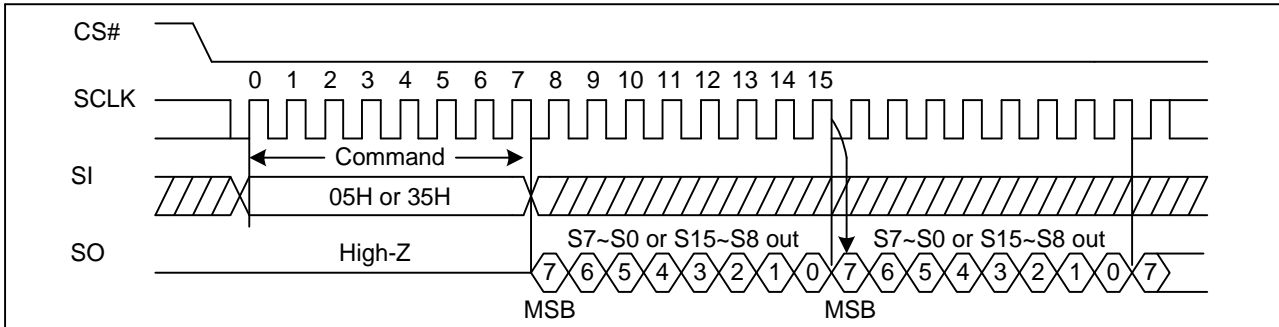 CS#
0 1 2 3 4 5 6 7 8 9 10 11 12 13 14 15
SCLK
Command
SI
05H or 35H
S7~S0 or S15~S8 out S7~S0 or S15~S8 out
SO High-Z
7 6 5 4 3 2 1 0 7 6 5 4 3 2 1 0 7
MSB MSB